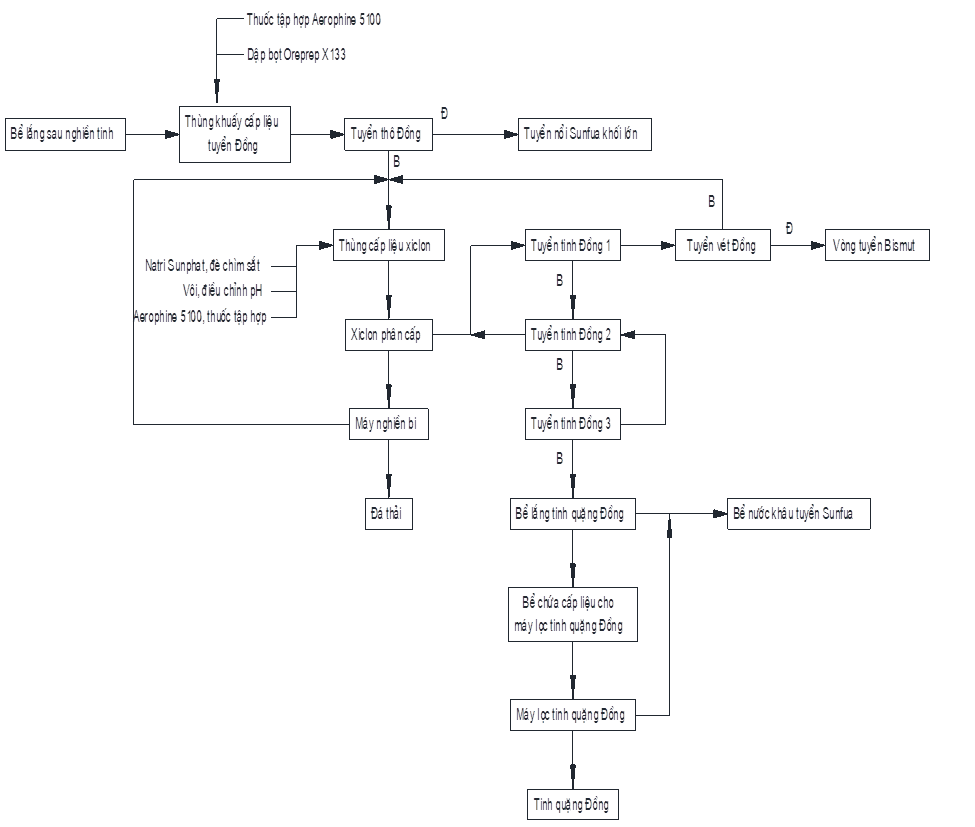 Thuốc tập hợp Aerophine 5100
Dập bọt Oreprep X133
Bể lắng sau nghiền tinh
Thùng khuấy cấp liệu
tuyển Đồng
Tuyển thô Đồng
Đ
Tuyển nổi Sunfua khối lớn
B
B
Thùng cấp liệu xiclon
Tuyển tinh Đồng 1
Tuyển vét Đồng
Đ
Vòng tuyển Bismut
Natri Sunphat, đè chìm sắt
Vôi, điều chỉnh pH
Aerophine 5100, thuốc tập hợp
B
Xiclon phân cấp
Tuyển tinh Đồng 2
B
Máy nghiền bi
Tuyển tinh Đồng 3
B
Đá thải
Bể lắng tinh quặng Đồng
Bể nước khâu tuyển Sunfua
Bể chứa cấp liệu cho
máy lọc tinh quặng Đồng
Máy lọc tinh quặng Đồng
Tinh quặng Đồng